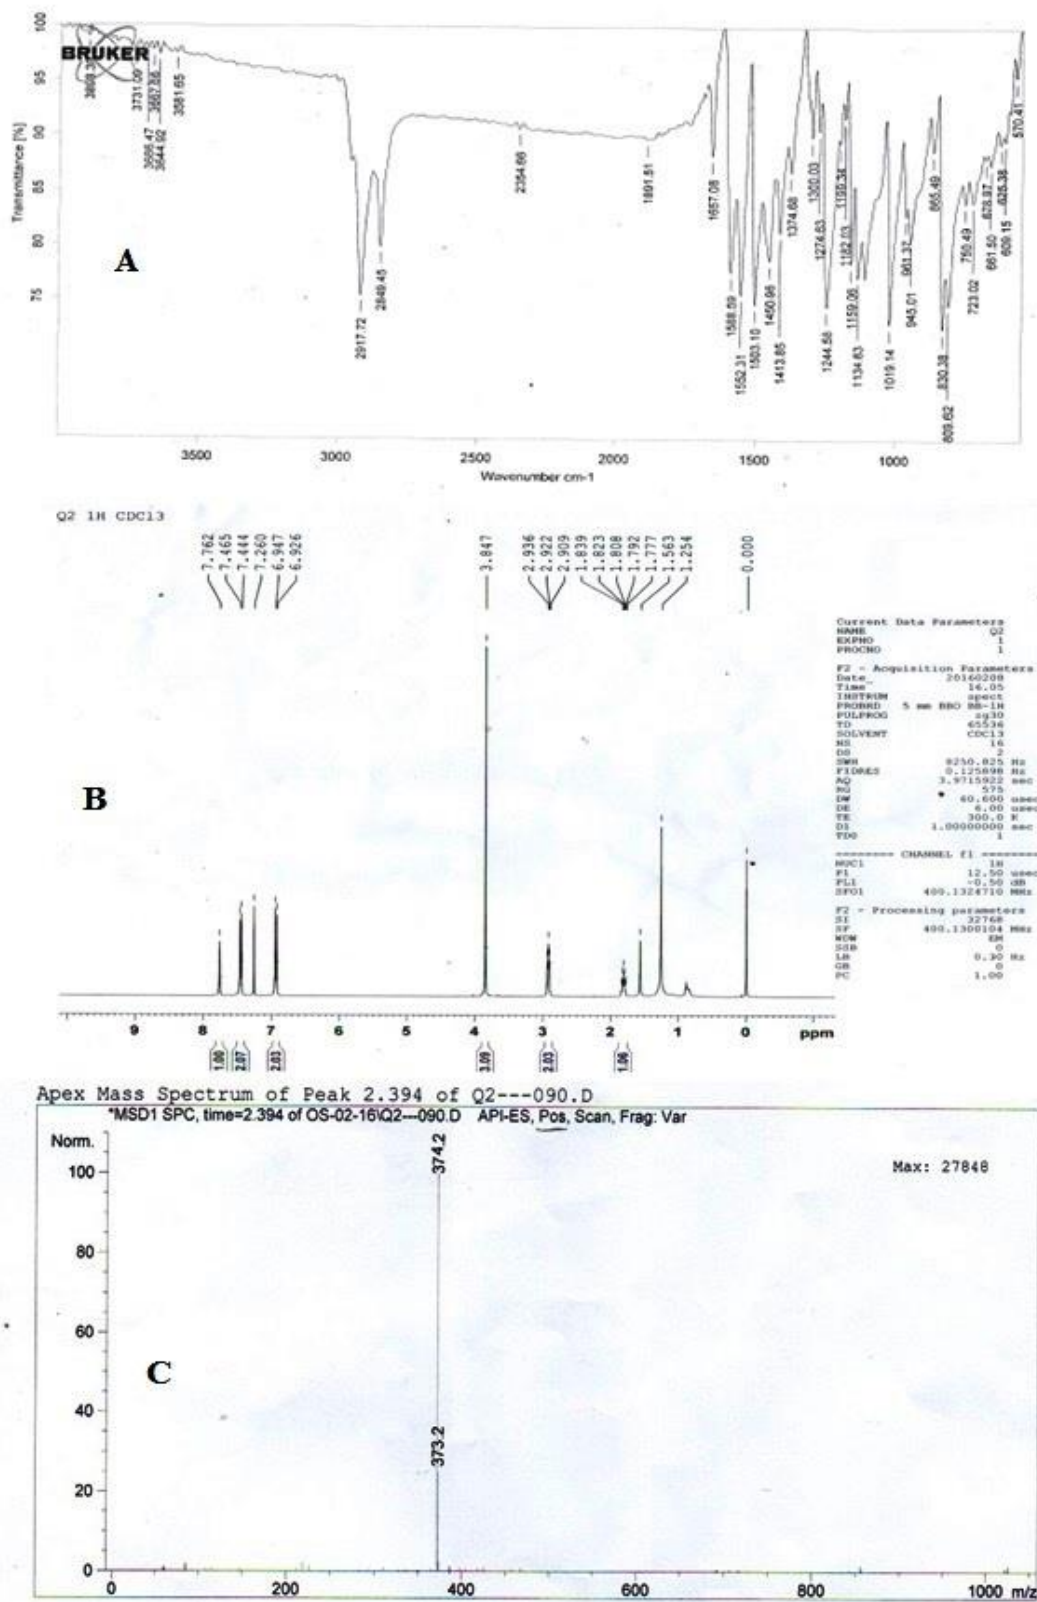 100
95
90
85
80
75
Transmittance [%]
BRUKER
3731.09
3667.86
3581.65
3686.47
3644.92
2917.72
2849.45
2354.66
1891.51
1657.08
1588.59
1552.31
1503.10
1450.96
1413.85
1374.68
1300.03
1274.63
1244.58
1199.34
1182.03
1159.06
1134.63
1019.14
961.37
945.01
865.49
830.38
809.62
750.49
723.02
678.97
661.50
625.38
609.15
570.41
A
3500 3000 2500 2000 1500 1000
Wavenumber cm-1
Q2 1H CDCl3
7.762
7.465
7.444
7.260
6.947
6.926
3.847
2.936
2.922
2.909
1.839
1.823
1.808
1.792
1.777
1.563
1.254
0.000
Current Data Parameters
NAME Q2
EXPNO 1
PROCNO 1
F2 - Acquisition Parameters
Date_ 20160208
Time 16.05
INSTRUM spect
PROBHD 5 mm BBO BB-1H
PULPROG zg30
TD 65536
SOLVENT CDCl3
NS 16
DS 2
SWH 8250.825 Hz
FIDRES 0.125898 Hz
AQ 3.9715922 sec
RG 575
DW 60.600 usec
DE 6.00 usec
TE 300.0 K
D1 1.00000000 sec
TD0 1
======== CHANNEL f1 ========
NUC1 1H
P1 12.50 usec
PL1 -0.50 dB
SFO1 400.1324710 MHz
F2 - Processing parameters
SI 32768
SF 400.1300104 MHz
WDW EM
SSB 0
LB 0.30 Hz
GB 0
PC 1.00
B
9 8 7 6 5 4 3 2 1 0 ppm
1.00
2.07
2.03
3.09
2.03
1.06
Apex Mass Spectrum of Peak 2.394 of Q2---090.D
*MSD1 SPC, time=2.394 of OS-02-16\Q2---090.D API-ES, Pos, Scan, Frag: Var
Norm.
374.2
Max: 27848
100
80
60
40
20
0
373.2
C
0 200 400 600 800 1000 m/z